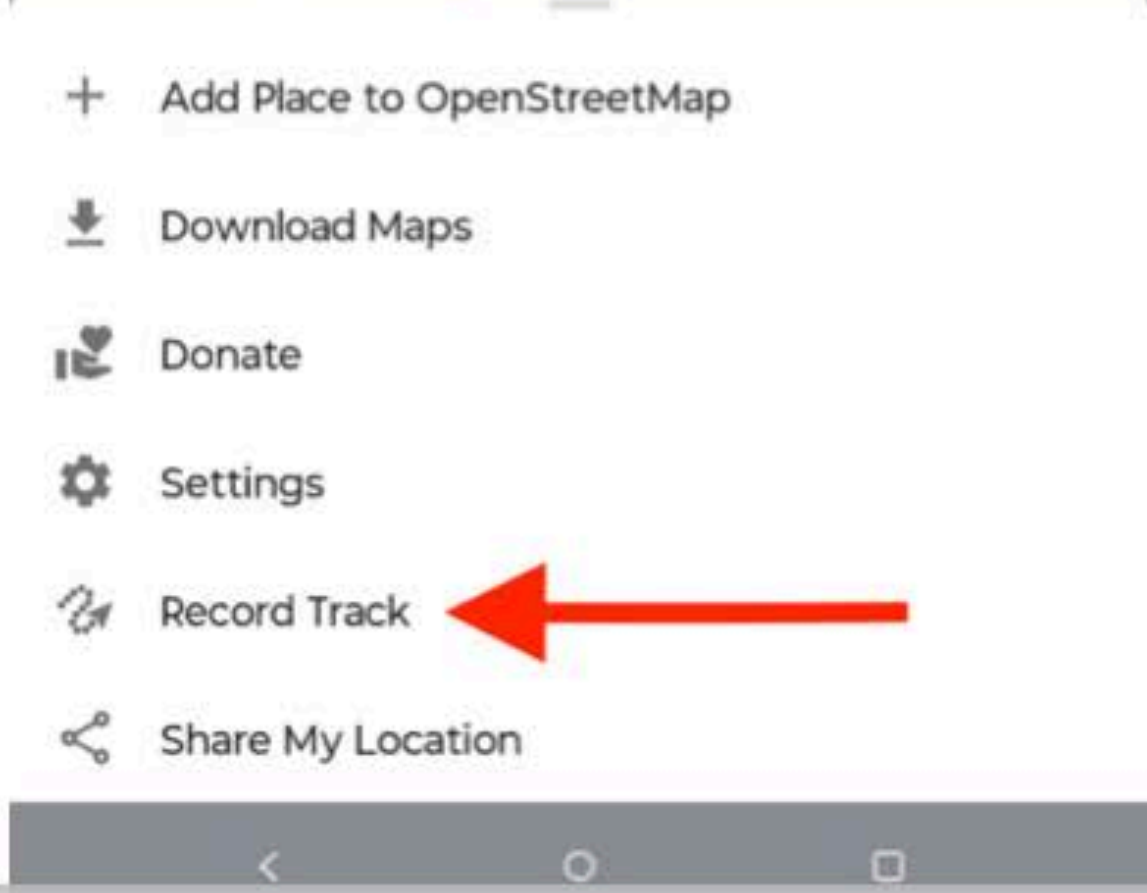 Add Place to OpenStreetMap
Download Maps
Donate
Settings
Record Track
Share My Location